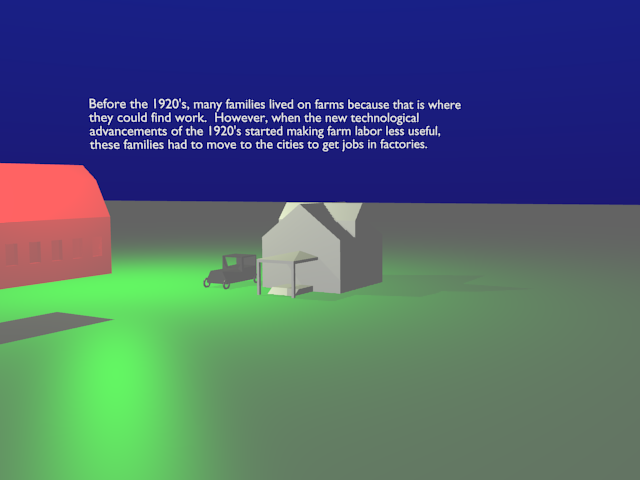 Before the 1920's, many families lived on farms because that is where
they could find work.  However, when the new technological
advancements of the 1920's started making farm labor less useful,
these families had to move to the cities to get jobs in factories.